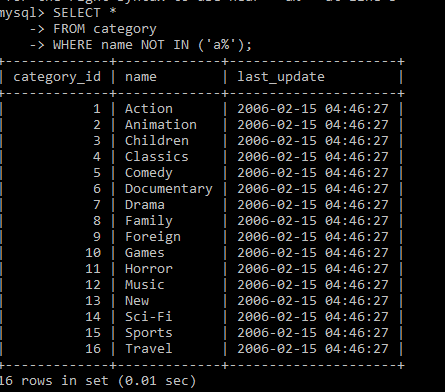 mysql> SELECT *
    -> FROM category
    -> WHERE name NOT IN ('a%');
+-------------+-------------+---------------------+
| category_id | name        | last_update         |
+-------------+-------------+---------------------+
|           1 | Action      | 2006-02-15 04:46:27 |
|           2 | Animation   | 2006-02-15 04:46:27 |
|           3 | Children    | 2006-02-15 04:46:27 |
|           4 | Classics    | 2006-02-15 04:46:27 |
|           5 | Comedy      | 2006-02-15 04:46:27 |
|           6 | Documentary | 2006-02-15 04:46:27 |
|           7 | Drama       | 2006-02-15 04:46:27 |
|           8 | Family      | 2006-02-15 04:46:27 |
|           9 | Foreign     | 2006-02-15 04:46:27 |
|          10 | Games       | 2006-02-15 04:46:27 |
|          11 | Horror      | 2006-02-15 04:46:27 |
|          12 | Music       | 2006-02-15 04:46:27 |
|          13 | New         | 2006-02-15 04:46:27 |
|          14 | Sci-Fi      | 2006-02-15 04:46:27 |
|          15 | Sports      | 2006-02-15 04:46:27 |
|          16 | Travel      | 2006-02-15 04:46:27 |
+-------------+-------------+---------------------+
16 rows in set (0.01 sec)